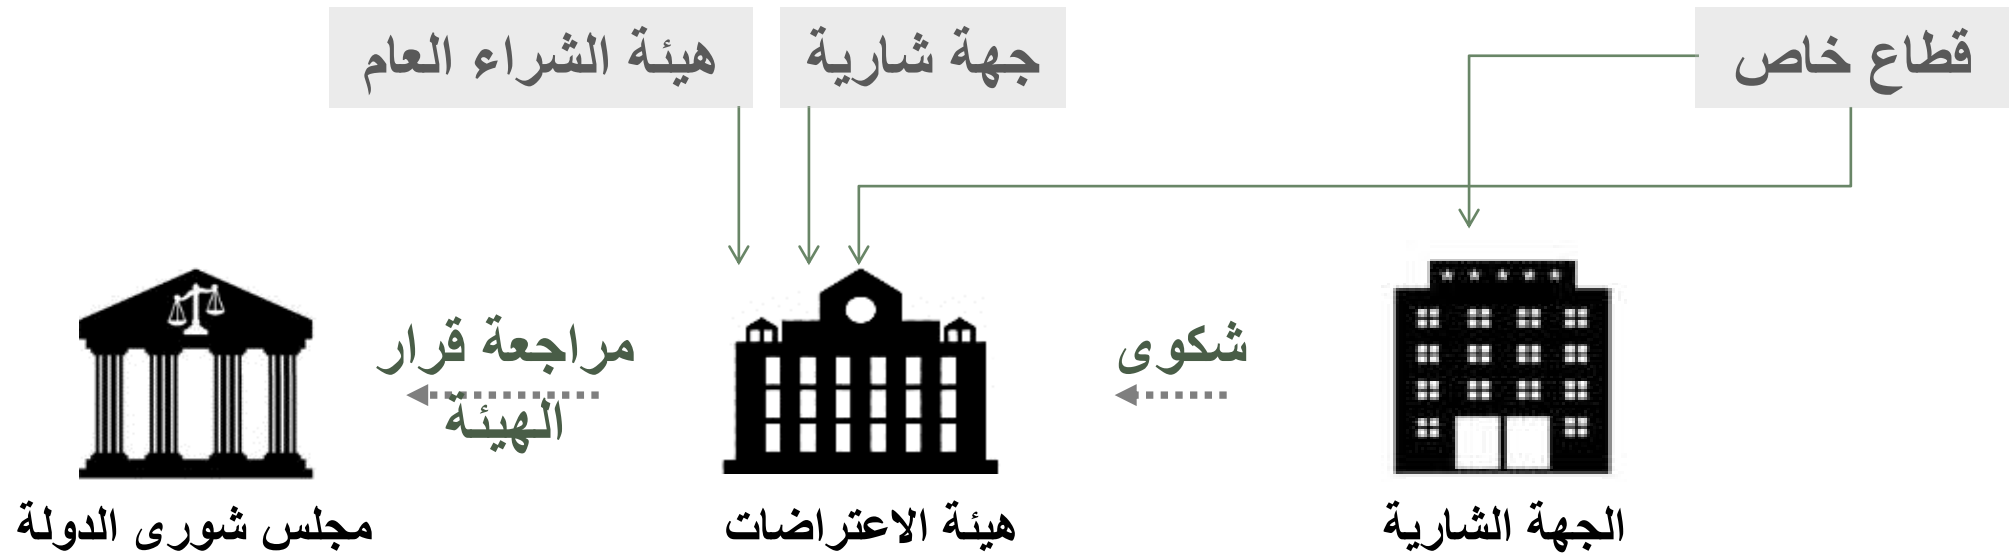 قطاع خاص
جهة شارية
هيئة الشراء العام
شكوى
مراجعة قرار
الهيئة
الجهة الشارية
هيئة الاعتراضات
مجلس شورى الدولة